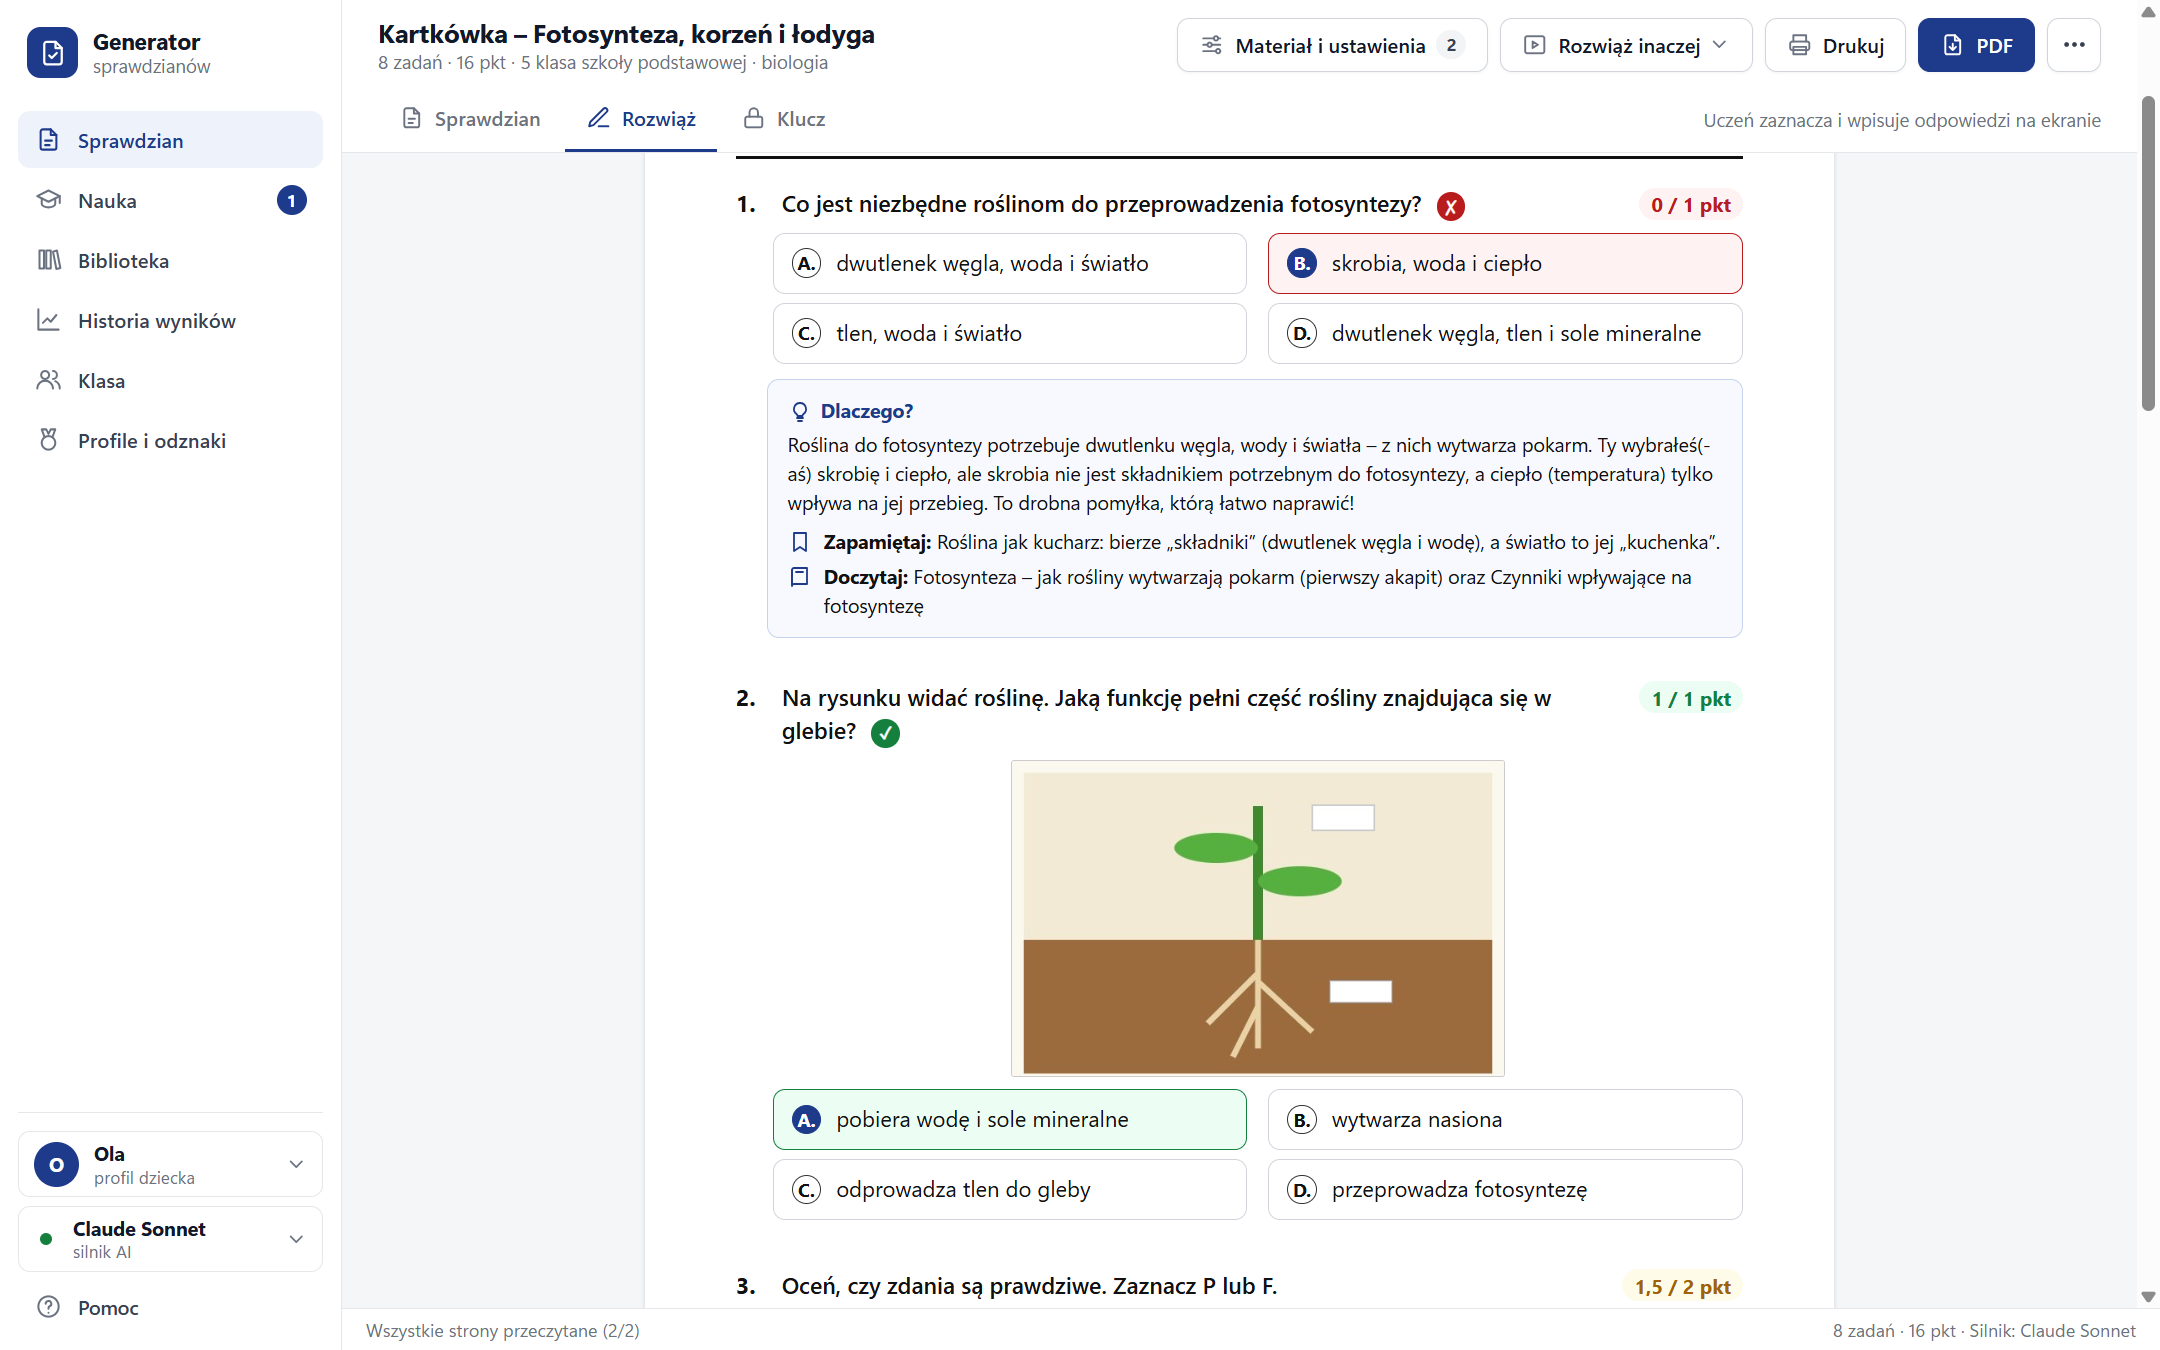 Generator
sprawdzianów
Sprawdzian
Nauka
1
Biblioteka
Historia wyników
Klasa
Profile i odznaki
O
Ola
profil dziecka
Claude Sonnet
silnik AI
Pomoc
Kartkówka – Fotosynteza, korzeń i łodyga
8 zadań · 16 pkt · 5 klasa szkoły podstawowej · biologia
Materiał i ustawienia 2
Rozwiąż inaczej
Drukuj
PDF
Sprawdzian
Rozwiąż
Klucz
Uczeń zaznacza i wpisuje odpowiedzi na ekranie
1. Co jest niezbędne roślinom do przeprowadzenia fotosyntezy?
0 / 1 pkt
A. dwutlenek węgla, woda i światło
B. skrobia, woda i ciepło
C. tlen, woda i światło
D. dwutlenek węgla, tlen i sole mineralne
Dlaczego?
Roślina do fotosyntezy potrzebuje dwutlenku węgla, wody i światła – z nich wytwarza pokarm. Ty wybrałeś(-
aś) skrobię i ciepło, ale skrobia nie jest składnikiem potrzebnym do fotosyntezy, a ciepło (temperatura) tylko
wpływa na jej przebieg. To drobna pomyłka, którą łatwo naprawić!
Zapamiętaj: Roślina jak kucharz: bierze „składniki” (dwutlenek węgla i wodę), a światło to jej „kuchenka”.
Doczytaj: Fotosynteza – jak rośliny wytwarzają pokarm (pierwszy akapit) oraz Czynniki wpływające na
fotosyntezę
2. Na rysunku widać roślinę. Jaką funkcję pełni część rośliny znajdująca się w
glebie?
1 / 1 pkt
A. pobiera wodę i sole mineralne
B. wytwarza nasiona
C. odprowadza tlen do gleby
D. przeprowadza fotosyntezę
3. Oceń, czy zdania są prawdziwe. Zaznacz P lub F.
1,5 / 2 pkt
Wszystkie strony przeczytane (2/2)
8 zadań · 16 pkt · Silnik: Claude Sonnet